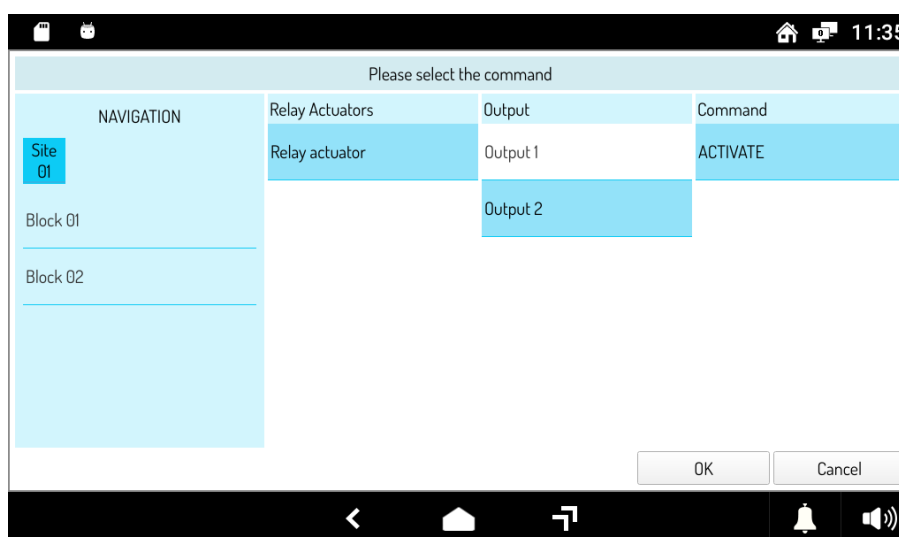 11:35
Please select the command
NAVIGATION
Site
01
Block 01
Block 02
Relay Actuators
Relay actuator
Output
Output 1
Output 2
Command
ACTIVATE
OK
Cancel